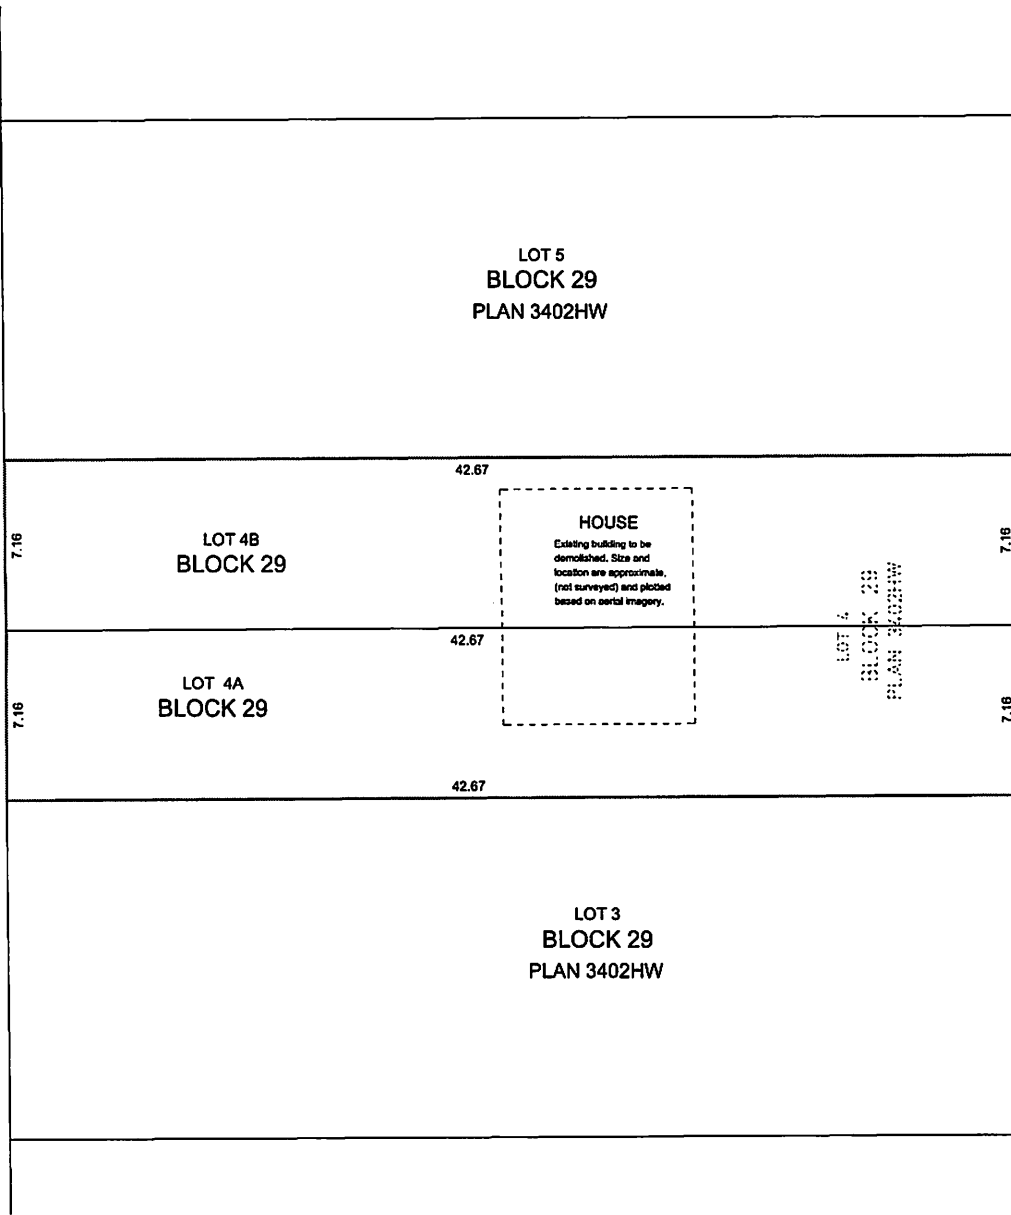 LOT 5
BLOCK 29
PLAN 3402HW
42.67
7.16
LOT 4B
BLOCK 29
HOUSE
Existing building to be
demolished. Size and
location are approximate,
(not surveyed) and plotted
based on aerial imagery.
7.16
LOT 4
BLOCK 29
PLAN 3402HW
42.67
7.16
LOT 4A
BLOCK 29
7.16
42.67
LOT 3
BLOCK 29
PLAN 3402HW